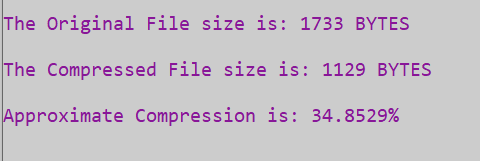 The Original File size is: 1733 BYTES
The Compressed File size is: 1129 BYTES
Approximate Compression is: 34.8529%